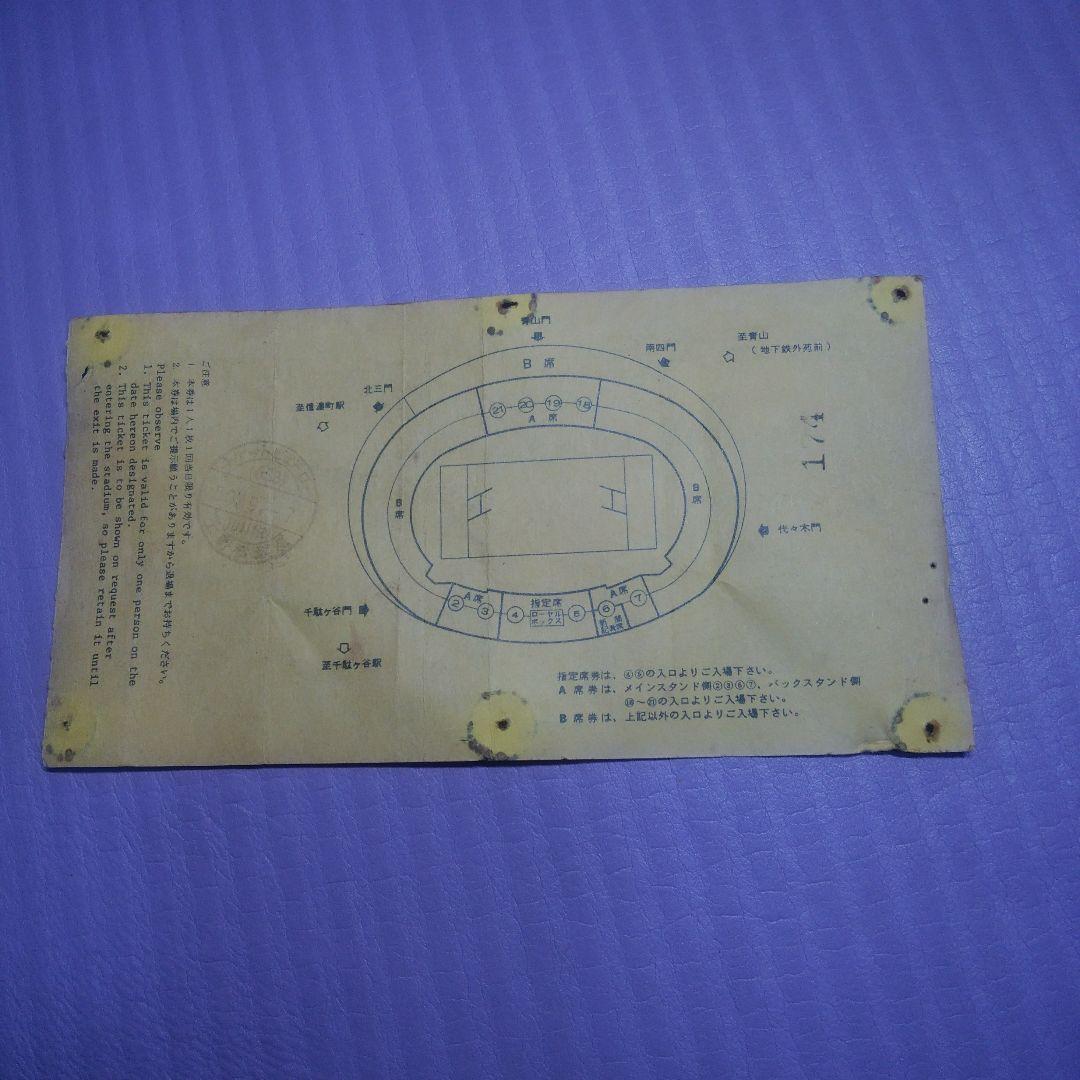 ご注意
1 本券は1人1枚1回当日限り有効です。
2. 本券は場内でご提示願うことがありますから退場までお持ちください。
Please observe
1. This ticket is valid for only one person on the
date hereon designated.
2. This ticket is to be shown on request after
entering the stadium, so please retain it until
the exit is made.
青山門
南四門
至青山
(地下鉄外苑前)
北三門
至信濃町駅
B 席
21 20 19 18
A 席
B席
B席
代々木門
174
千駄ヶ谷門
至千駄ヶ谷駅
A席
② ③
指定席
④ ⑤
ローヤル
ボックス
A席
⑥ ⑦
指定席券は、④⑤の入口よりご入場下さい。
A 席券は、メインスタンド側②③⑥⑦、バックスタンド側
⑱〜㉑の入口よりご入場下さい。
B 席券は、上記以外の入口よりご入場下さい。